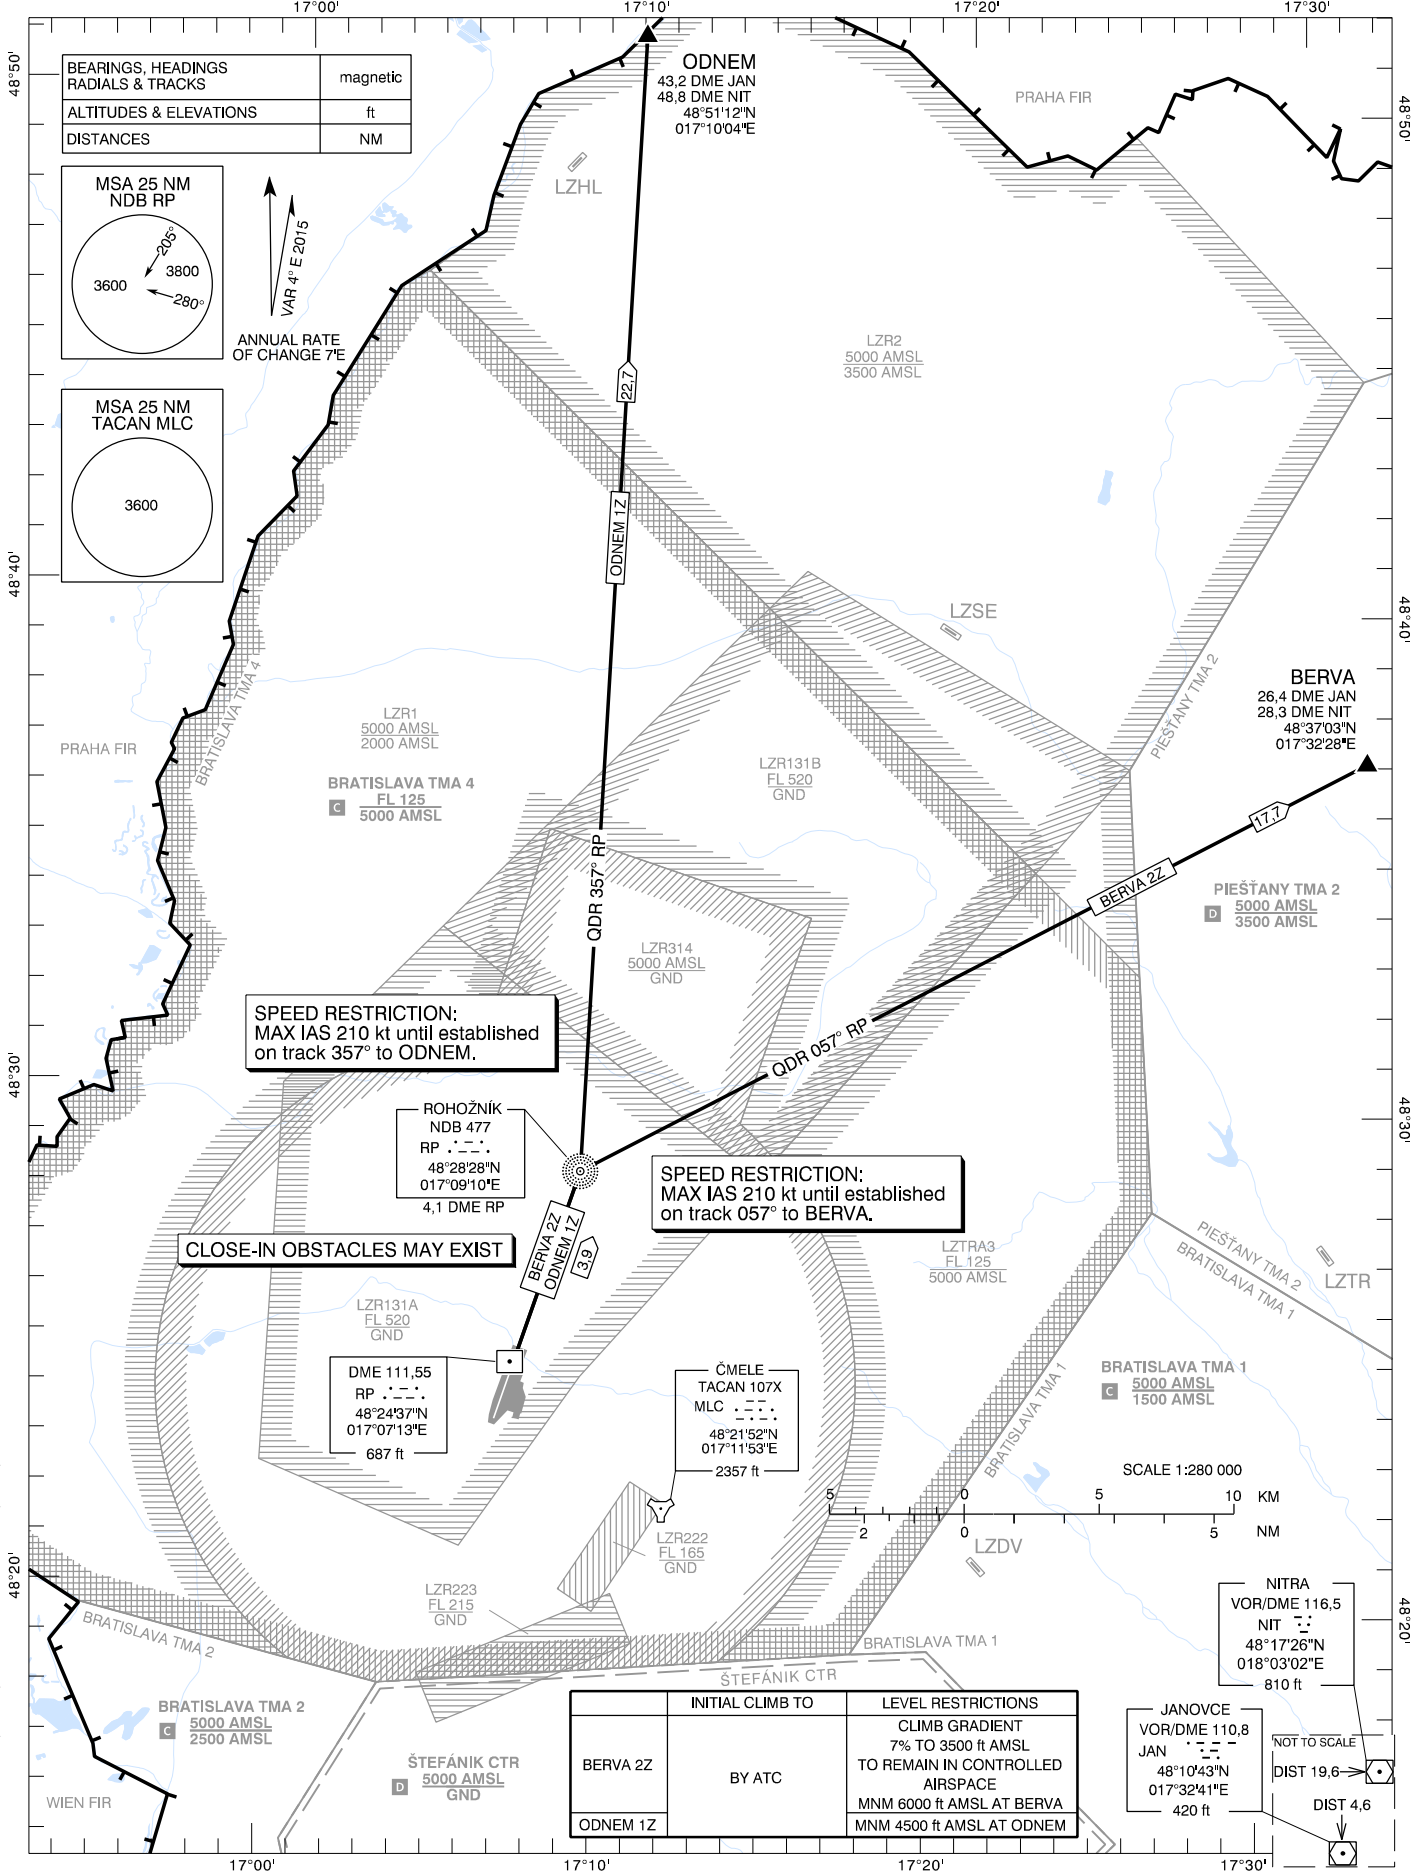 17°00'
17°10'
17°20'
17°30'
48°50'
BEARINGS, HEADINGS
RADIALS & TRACKS
magnetic
ALTITUDES & ELEVATIONS
ft
DISTANCES
NM
ODNEM
43,2 DME JAN
48,8 DME NIT
48°51'12"N
017°10'04"E
PRAHA FIR
48°50'
MSA 25 NM
NDB RP
205°
3600
3800
280°
VAR 4° E 2015
ANNUAL RATE
OF CHANGE 7'E
LZHL
MSA 25 NM
TACAN MLC
3600
LZR2
5000 AMSL
3500 AMSL
22,7
ODNEM 1Z
48°40'
48°40'
LZSE
BRATISLAVA TMA 4
PIEŠŤANY TMA 2
BERVA
26,4 DME JAN
28,3 DME NIT
48°37'03"N
017°32'28"E
PRAHA FIR
LZR1
5000 AMSL
2000 AMSL
BRATISLAVA TMA 4
C
FL 125
5000 AMSL
LZR131B
FL 520
GND
17,7
QDR 357° RP
BERVA 2Z
PIEŠŤANY TMA 2
D
5000 AMSL
3500 AMSL
LZR314
5000 AMSL
GND
SPEED RESTRICTION:
MAX IAS 210 kt until established
on track 357° to ODNEM.
QDR 057° RP
48°30'
48°30'
ROHOŽNÍK
NDB 477
RP
48°28'28"N
017°09'10"E
4,1 DME RP
SPEED RESTRICTION:
MAX IAS 210 kt until established
on track 057° to BERVA.
CLOSE-IN OBSTACLES MAY EXIST
BERVA 2Z
ODNEM 1Z
3,9
LZTRA3
FL 125
5000 AMSL
PIEŠŤANY TMA 2
BRATISLAVA TMA 1
LZTR
LZR131A
FL 520
GND
DME 111,55
RP
48°24'37"N
017°07'13"E
687 ft
ČMELE
TACAN 107X
MLC
48°21'52"N
017°11'53"E
2357 ft
BRATISLAVA TMA 1
BRATISLAVA TMA 1
C
5000 AMSL
1500 AMSL
SCALE 1:280 000
5
0
5
10
KM
2
0
5
NM
LZR222
FL 165
GND
LZDV
48°20'
48°20'
LZR223
FL 215
GND
BRATISLAVA TMA 2
BRATISLAVA TMA 1
ŠTEFÁNIK CTR
NITRA
VOR/DME 116,5
NIT
48°17'26"N
018°03'02"E
810 ft
BRATISLAVA TMA 2
C
5000 AMSL
2500 AMSL
ŠTEFÁNIK CTR
D
5000 AMSL
GND
INITIAL CLIMB TO
LEVEL RESTRICTIONS
BERVA 2Z
BY ATC
CLIMB GRADIENT
7% TO 3500 ft AMSL
TO REMAIN IN CONTROLLED
AIRSPACE
MNM 6000 ft AMSL AT BERVA
ODNEM 1Z
MNM 4500 ft AMSL AT ODNEM
JANOVCE
VOR/DME 110,8
JAN
48°10'43"N
017°32'41"E
420 ft
NOT TO SCALE
DIST 19,6
DIST 4,6
WIEN FIR
17°00'
17°10'
17°20'
17°30'